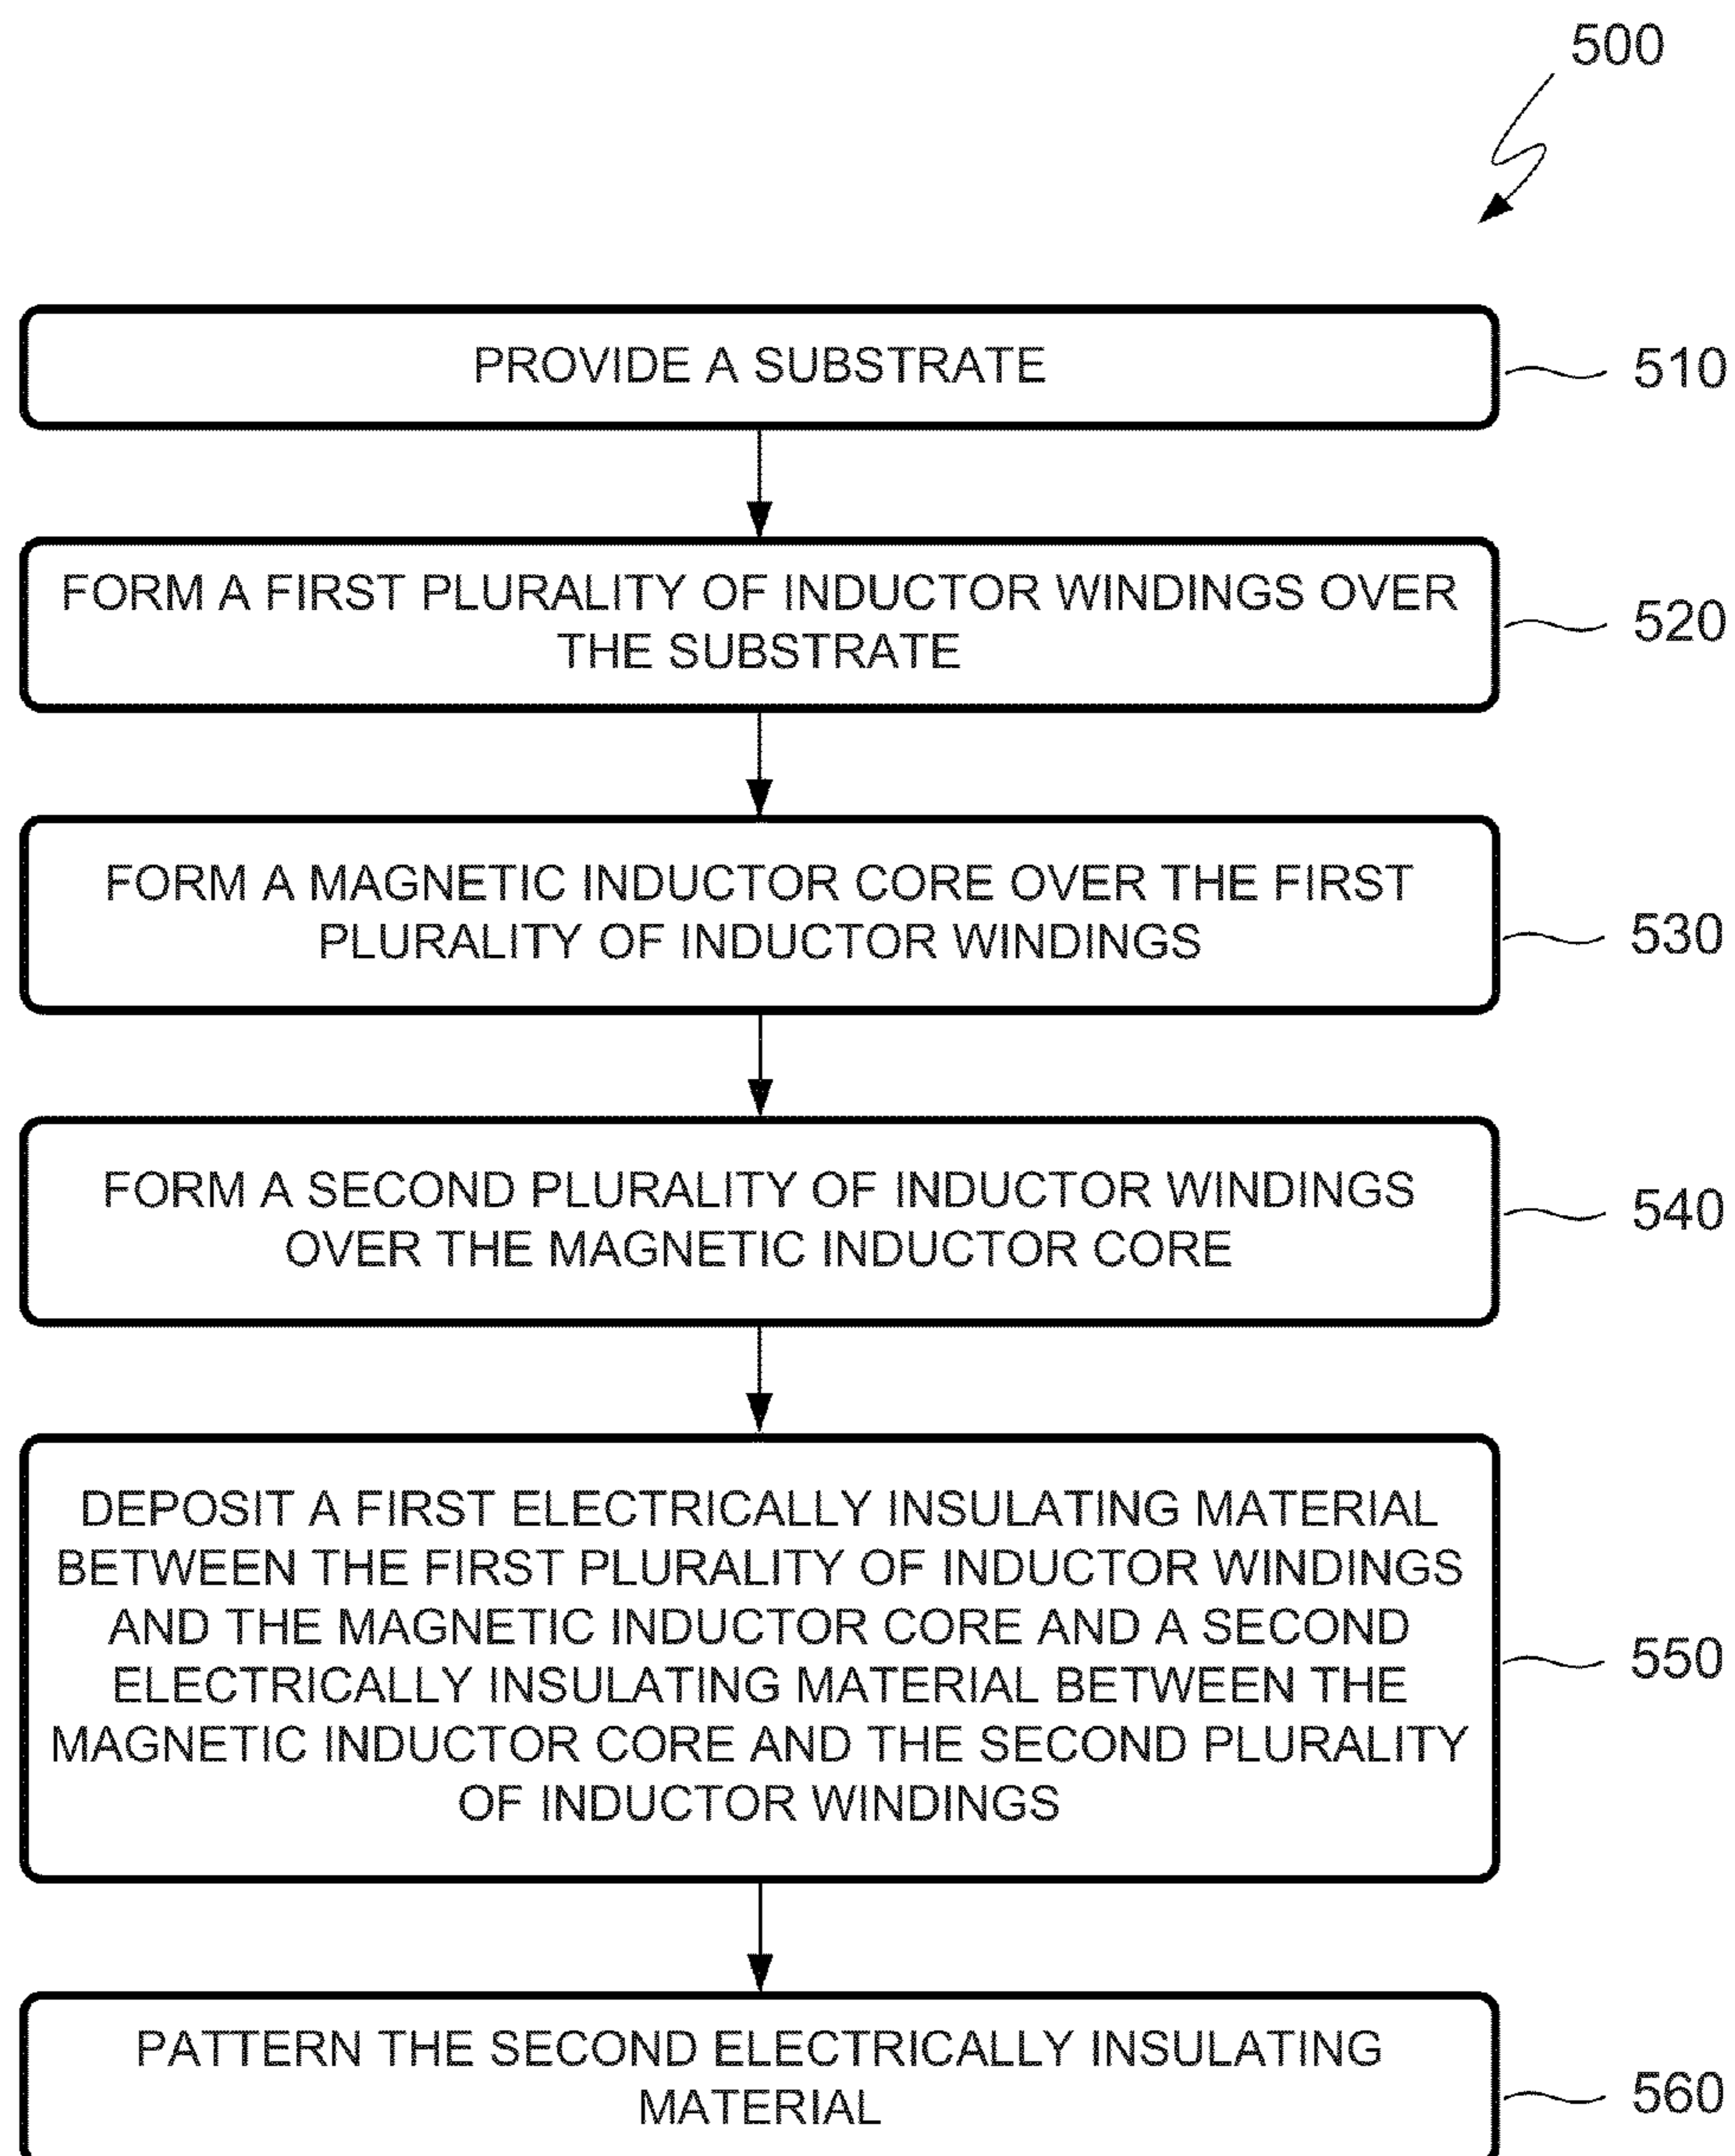 500
PROVIDE A SUBSTRATE
510
FORM A FIRST PLURALITY OF INDUCTOR WINDINGS OVER
THE SUBSTRATE
520
FORM A MAGNETIC INDUCTOR CORE OVER THE FIRST
PLURALITY OF INDUCTOR WINDINGS
530
FORM A SECOND PLURALITY OF INDUCTOR WINDINGS
OVER THE MAGNETIC INDUCTOR CORE
540
DEPOSIT A FIRST ELECTRICALLY INSULATING MATERIAL
BETWEEN THE FIRST PLURALITY OF INDUCTOR WINDINGS
AND THE MAGNETIC INDUCTOR CORE AND A SECOND
ELECTRICALLY INSULATING MATERIAL BETWEEN THE
MAGNETIC INDUCTOR CORE AND THE SECOND PLURALITY
OF INDUCTOR WINDINGS
550
PATTERN THE SECOND ELECTRICALLY INSULATING
MATERIAL
560